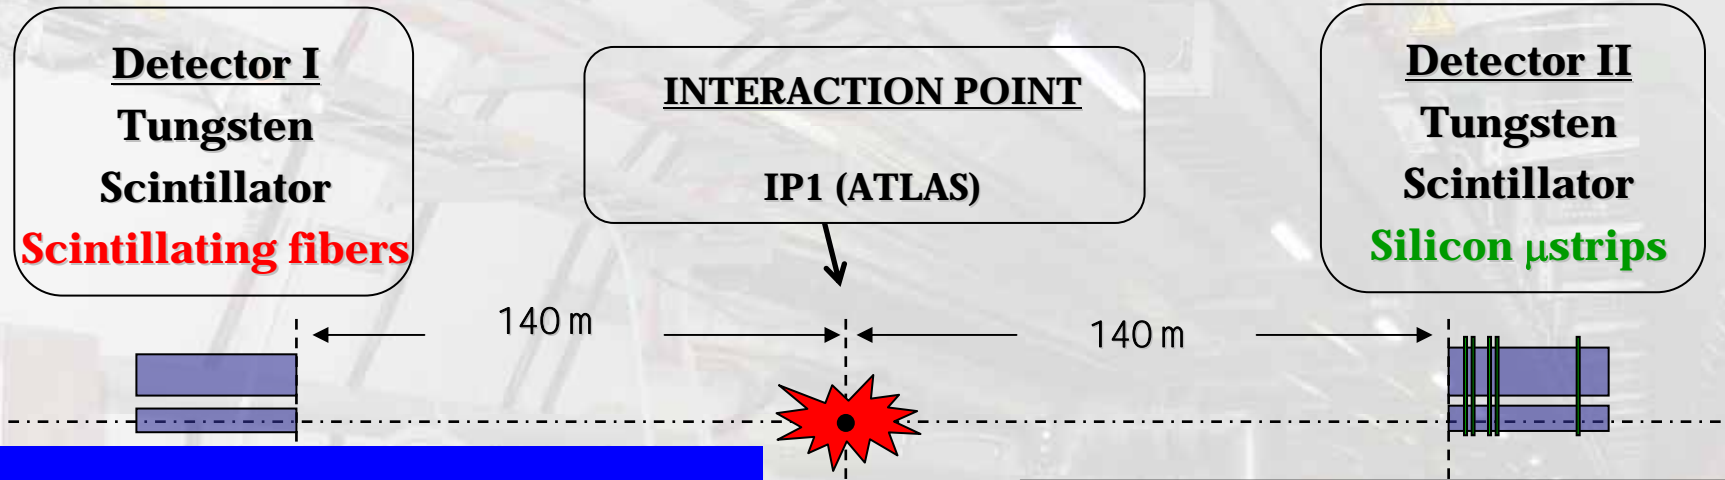 Detector I
Tungsten
Scintillator
Scintillating fibers
INTERACTION POINT
IP1 (ATLAS)
Detector II
Tungsten
Scintillator
Silicon μstrips
140 m
140 m